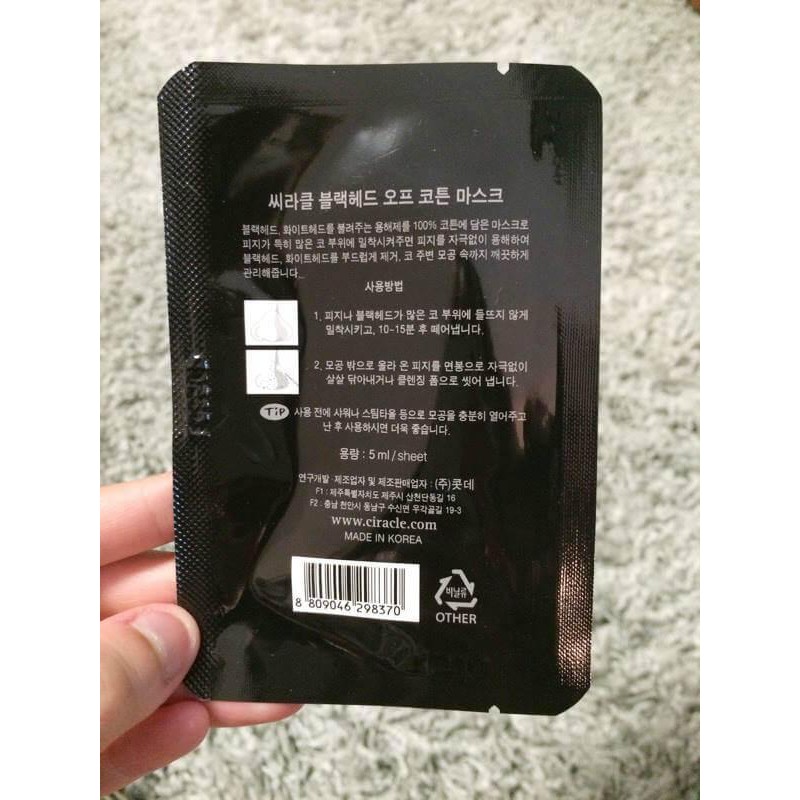 씨라클 블랙헤드 오프 코튼 마스크
블랙헤드, 화이트헤드를 불려주는 용해제를 100% 코튼에 담은 마스크로
피지가 특히 많은 코 부위에 밀착시켜주면 피지를 자극없이 용해하여
블랙헤드, 화이트헤드를 부드럽게 제거, 코 주변 모공 속까지 깨끗하게
관리해줍니다.
사용방법
1. 피지나 블랙헤드가 많은 코 부위에 들뜨지 않게
밀착시키고, 10-15분 후 떼어냅니다.
2. 모공 밖으로 올라 온 피지를 면봉으로 자극없이
살살 닦아내거나 클렌징 폼으로 씻어 냅니다.
TIP 사용 전에 샤워나 스팀타올 등으로 모공을 충분히 열어주고
난 후 사용하시면 더욱 좋습니다.
용량 : 5 ml / sheet
연구개발 · 제조업자 및 제조판매업자 : (주)콧데
F1 : 제주특별자치도 제주시 산천단동길 16
F2 : 충남 천안시 동남구 수신면 우각골길 19-3
www.ciracle.com
MADE IN KOREA
8 809046 298370
비닐류
OTHER